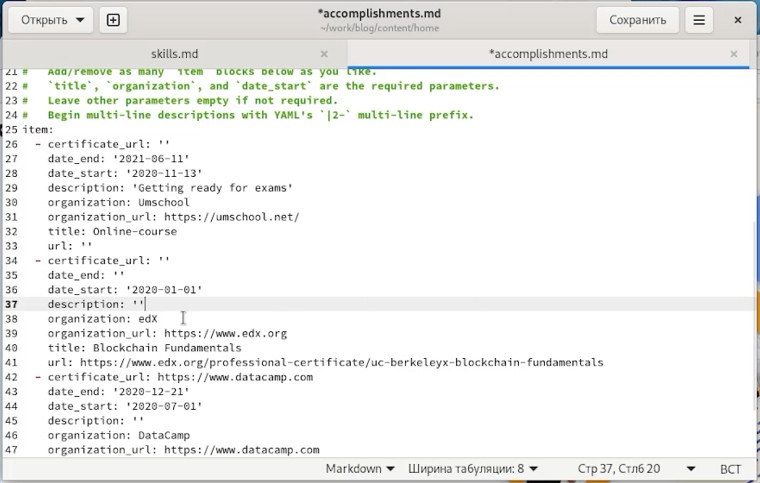 Открыть
*accomplishments.md
~/work/blog/content/home
Сохранить
skills.md
*accomplishments.md
21 # Add/remove as many `item` blocks below as you like.
22 # `title`, `organization`, and `date_start` are the required parameters.
23 # Leave other parameters empty if not required.
24 # Begin multi-line descriptions with YAML's `|2-` multi-line prefix.
25 item:
26 - certificate_url: ''
27 date_end: '2021-06-11'
28 date_start: '2020-11-13'
29 description: 'Getting ready for exams'
30 organization: Umschool
31 organization_url: https://umschool.net/
32 title: Online-course
33 url: ''
34 - certificate_url: ''
35 date_end: ''
36 date_start: '2020-01-01'
37 description: ''
38 organization: edX
39 organization_url: https://www.edx.org
40 title: Blockchain Fundamentals
41 url: https://www.edx.org/professional-certificate/uc-berkeleyx-blockchain-fundamentals
42 - certificate_url: https://www.datacamp.com
43 date_end: '2020-12-21'
44 date_start: '2020-07-01'
45 description: ''
46 organization: DataCamp
47 organization_url: https://www.datacamp.com
Markdown Ширина табуляции: 8 Стр 37, Стлб 20 ВСТ